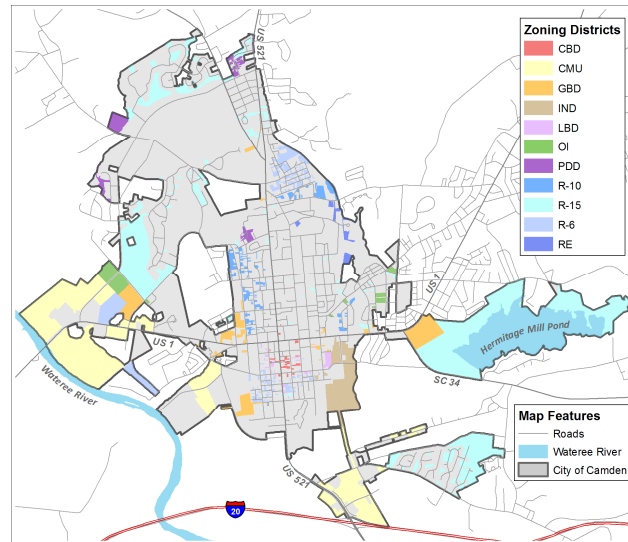 US 521
Zoning Districts
CBD
CMU
GBD
IND
LBD
OI
PDD
R-10
R-15
R-6
RE
US 1
Hermitage Mill Pond
US 1
SC 34
Wateree River
Map Features
Roads
Wateree River
City of Camden
US 521
20